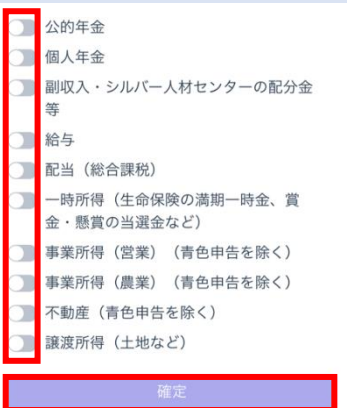 公的年金
個人年金
副収入・シルバー人材センターの配分金
等
給与
配当（総合課税）
一時所得（生命保険の満期一時金、賞
金・懸賞の当選金など）
事業所得（営業）（青色申告を除く）
事業所得（農業）（青色申告を除く）
不動産（青色申告を除く）
譲渡所得（土地など）
確定